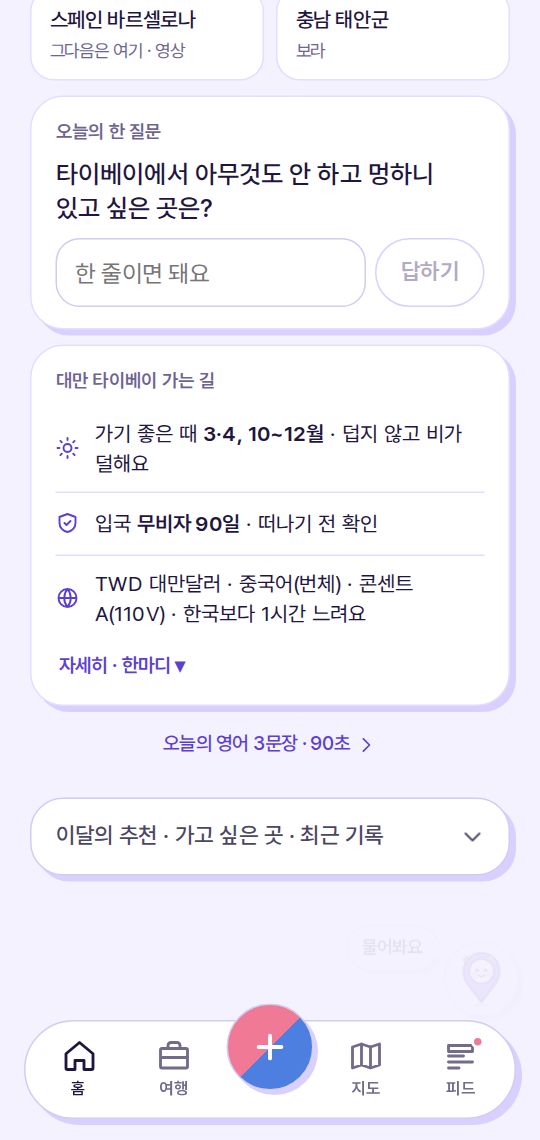 스페인 바르셀로나
그다음은 여기 · 영상
충남 태안군
보라
오늘의 한 질문
타이베이에서 아무것도 안 하고 멍하니
있고 싶은 곳은?
한 줄이면 돼요
답하기
대만 타이베이 가는 길
가기 좋은 때 3·4, 10~12월 · 덥지 않고 비가
덜해요
입국 무비자 90일 · 떠나기 전 확인
TWD 대만달러 · 중국어(번체) · 콘센트
A(110V) · 한국보다 1시간 느려요
자세히 · 한마디 ▾
오늘의 영어 3문장 · 90초
이달의 추천 · 가고 싶은 곳 · 최근 기록
물어봐요
홈
여행
지도
피드